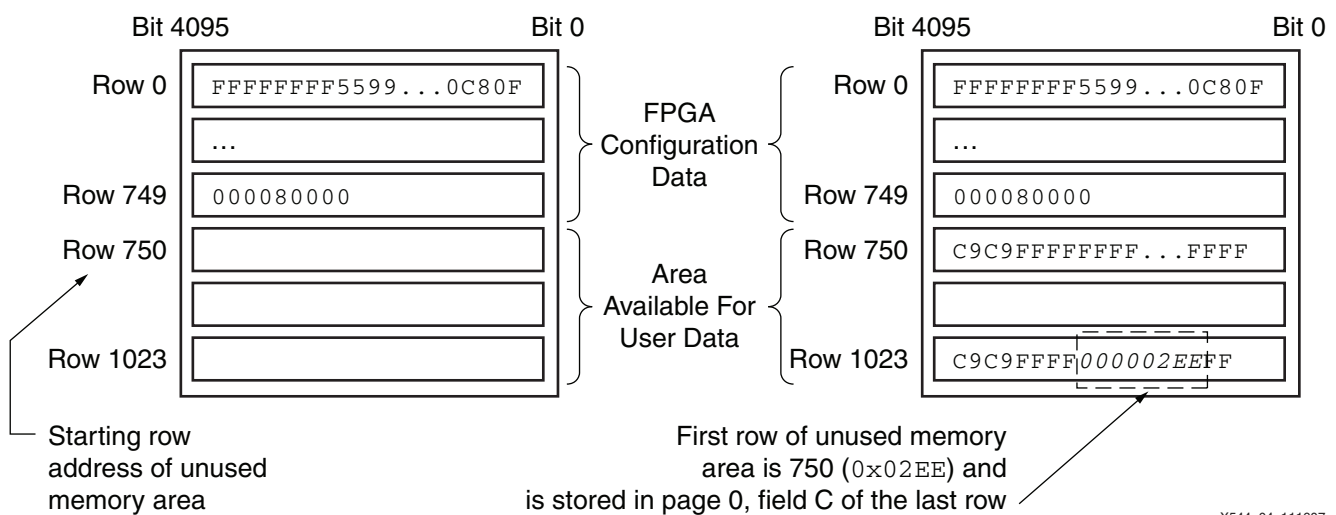 Bit 4095 Bit 0 Bit 4095 Bit 0
Row 0 FFFFFFFF5599...0C80F Row 0 FFFFFFFF5599...0C80F
FPGA
... Configuration ...
Data
Row 749 000080000 Row 749 000080000
Row 750 Row 750 C9C9FFFFFFFF...FFFF
Area
Available For
User Data
Row 1023 Row 1023 C9C9FFFF000002EEFF
Starting row
address of unused
memory area
First row of unused memory
area is 750 (0x02EE) and
is stored in page 0, field C of the last row